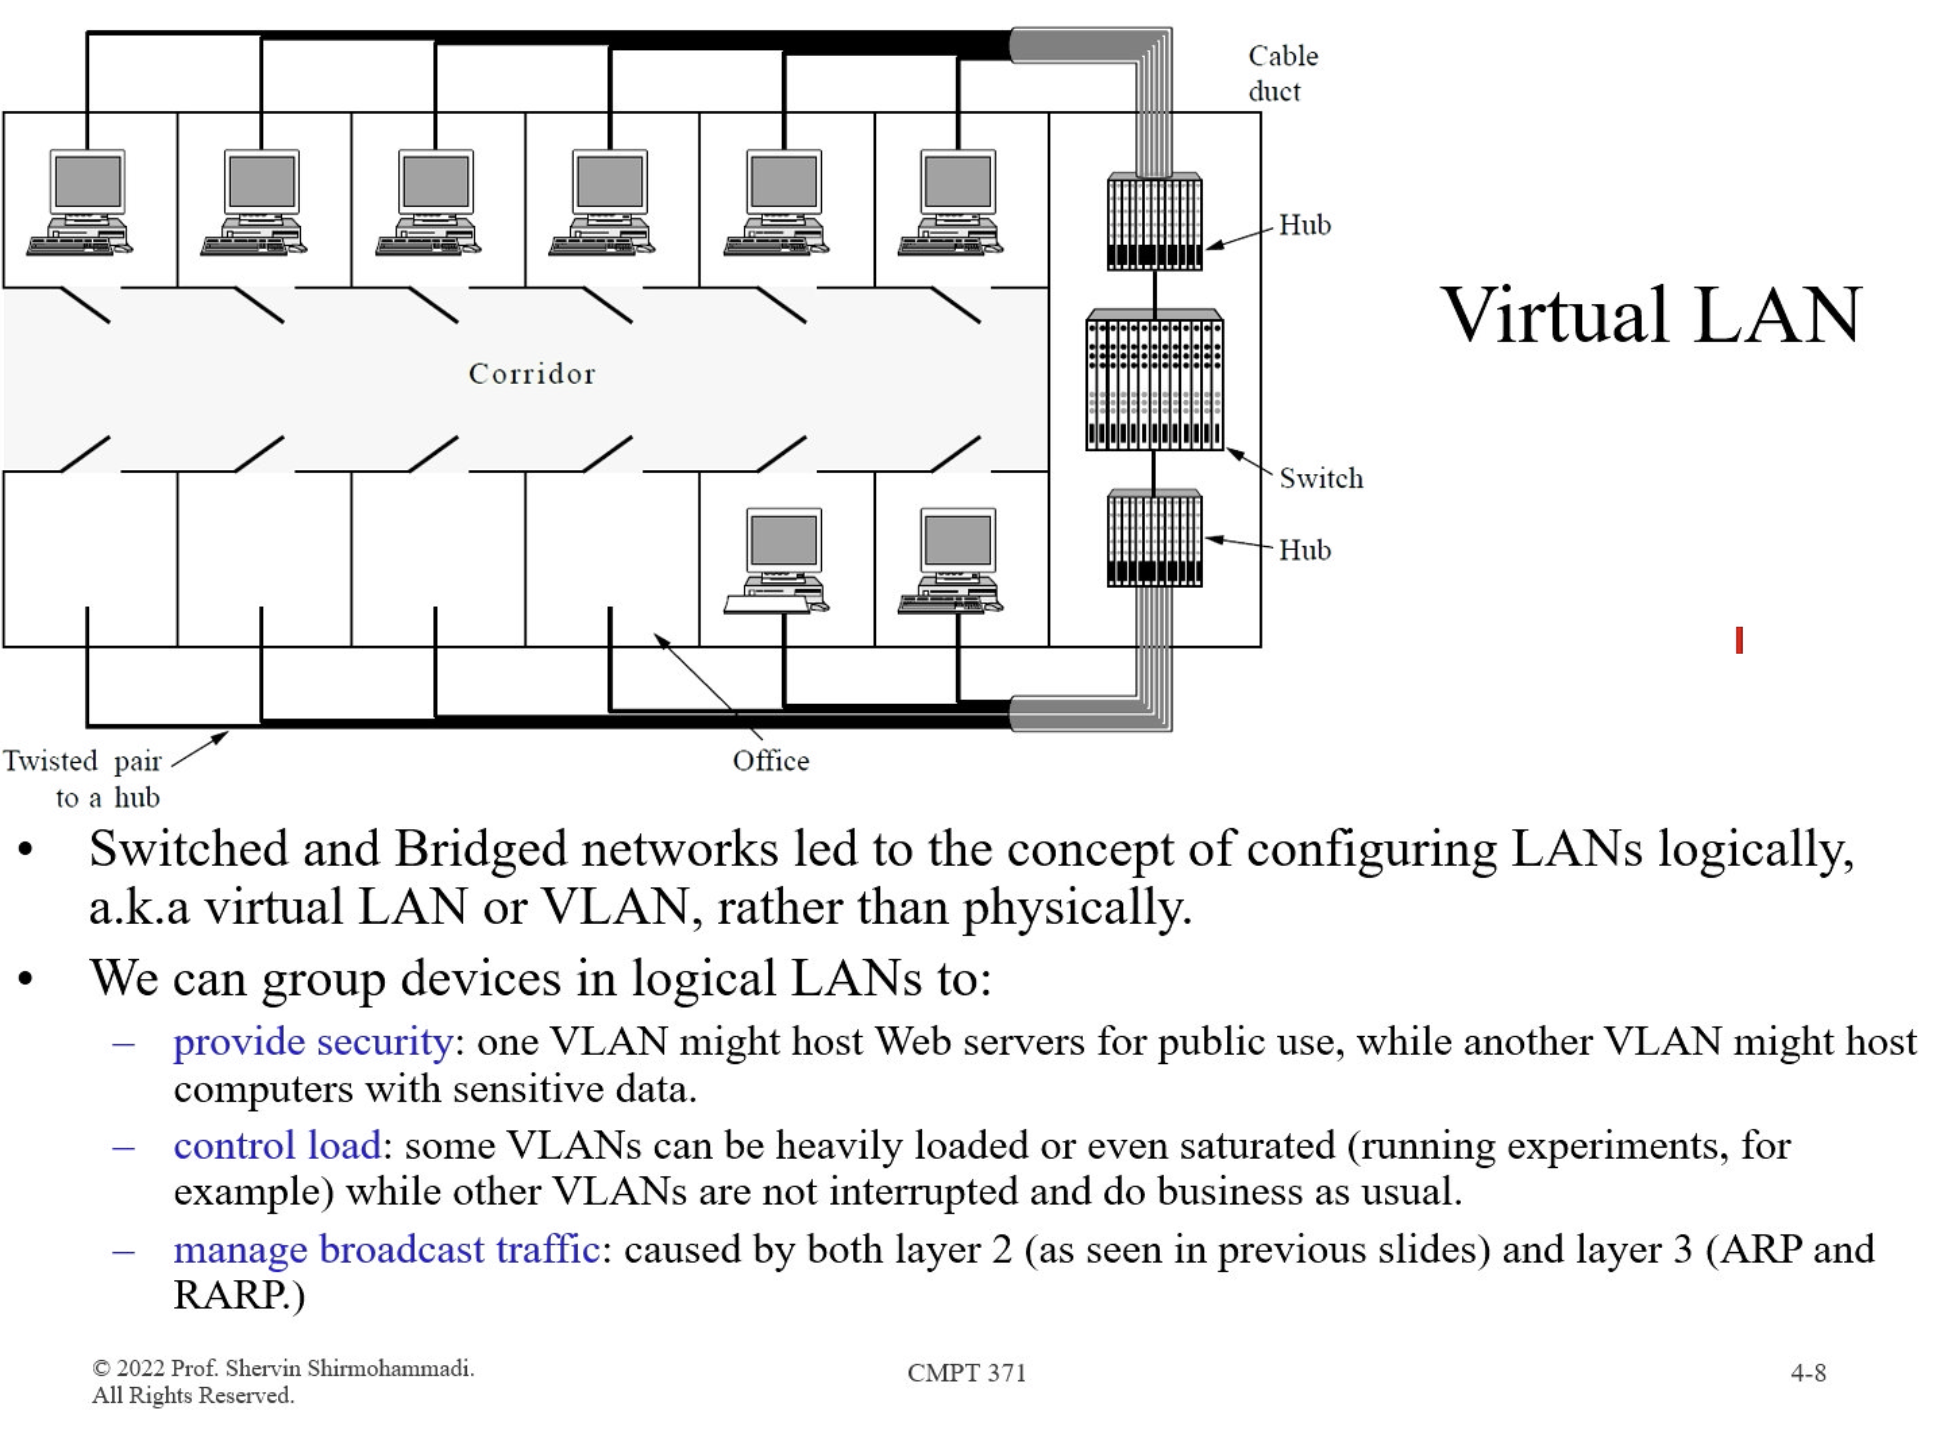 Cable
duct
Hub
Virtual LAN
Corridor
Switch
Hub
Twisted pair
to a hub
Office
• Switched and Bridged networks led to the concept of configuring LANs logically,
a.k.a virtual LAN or VLAN, rather than physically.
• We can group devices in logical LANs to:
– provide security: one VLAN might host Web servers for public use, while another VLAN might host
computers with sensitive data.
– control load: some VLANs can be heavily loaded or even saturated (running experiments, for
example) while other VLANs are not interrupted and do business as usual.
– manage broadcast traffic: caused by both layer 2 (as seen in previous slides) and layer 3 (ARP and
RARP.)
© 2022 Prof. Shervin Shirmohammadi.
All Rights Reserved.
CMPT 371
4-8